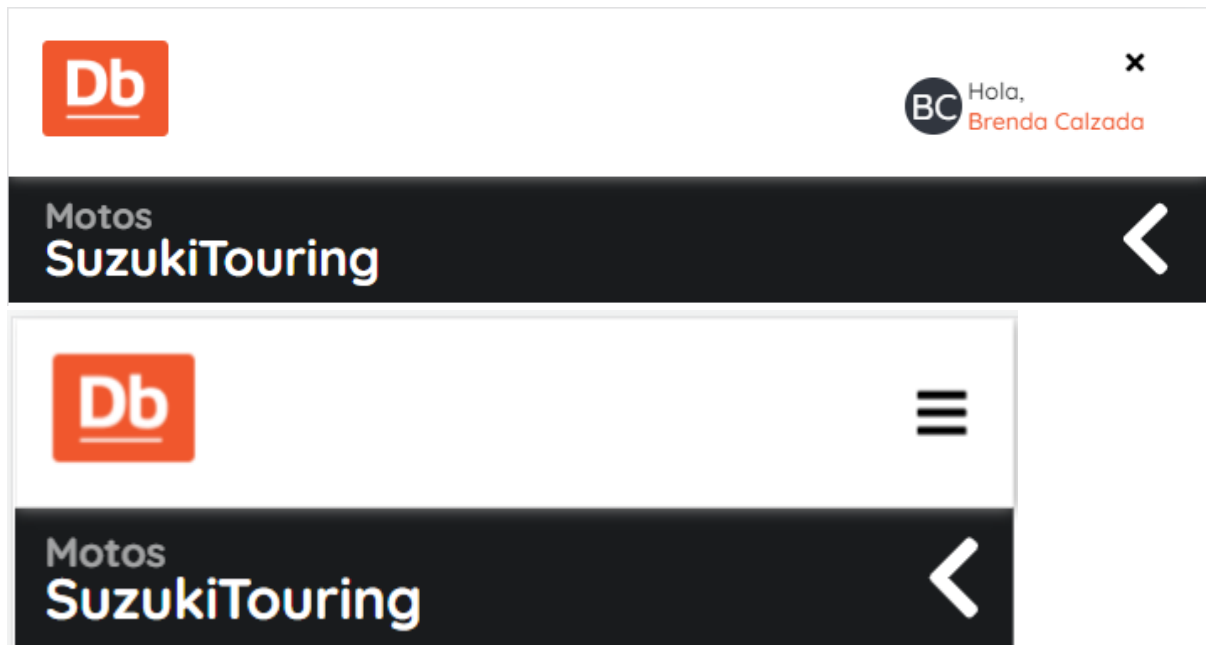 Db
BC
Hola,
Brenda Calzada
Motos
SuzukiTouring
Db
Motos
SuzukiTouring